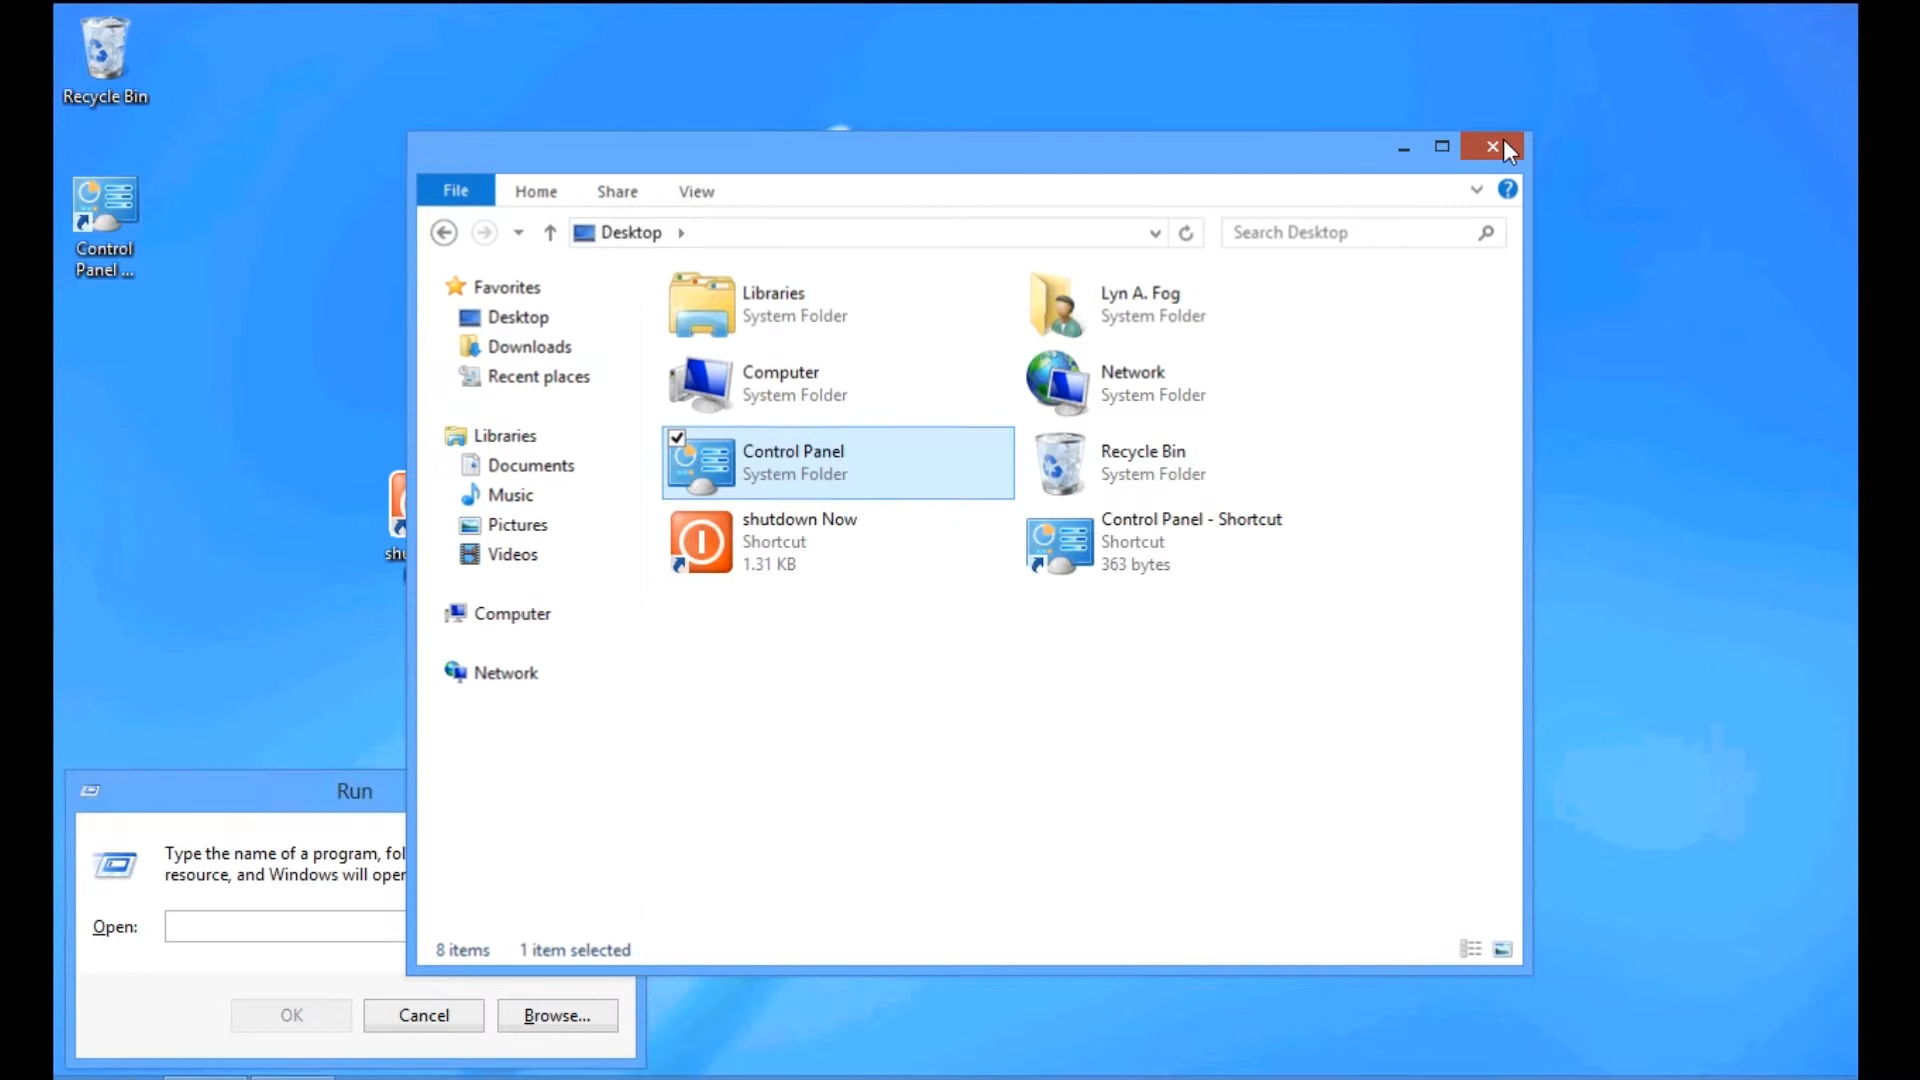 Recycle Bin
Control
Panel ...
shu
File
Home
Share
View
Desktop
Search Desktop
Favorites
Desktop
Downloads
Recent places
Libraries
Documents
Music
Pictures
Videos
Computer
Network
Libraries
System Folder
Lyn A. Fog
System Folder
Computer
System Folder
Network
System Folder
Control Panel
System Folder
Recycle Bin
System Folder
shutdown Now
Shortcut
1.31 KB
Control Panel - Shortcut
Shortcut
363 bytes
8 items
1 item selected
Run
Type the name of a program, fol
resource, and Windows will oper
Open:
OK
Cancel
Browse...